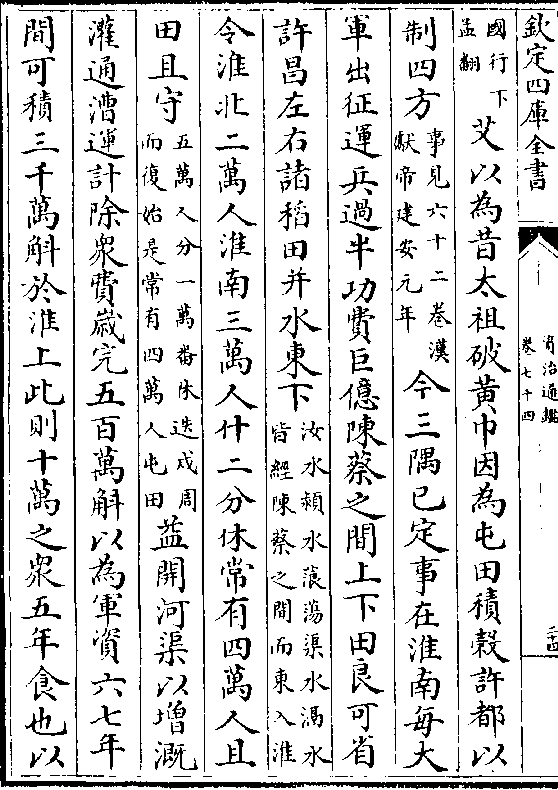 欽定四庫全書
資治通鑑
卷七十四
國行下孟翻艾以為昔太祖破黃巾因為屯田積穀許都以
制四方事見六十二卷漢獻帝建安元年今三隅已定事在淮南每大
軍出征運兵過半功費巨億陳蔡之間上下田良可省
許昌左右諸稻田并水東下汝水潁水蒗蕩渠水渦水皆經陳蔡之間而東入淮
令淮北二萬人淮南三萬人什二分休常有四萬人且
田且守五萬人分一萬番休迭戍周而復始是常有四萬人屯田益開河渠以增溉
灌通漕運計除衆費歲完五百萬斛以為軍資六七年
間可積三千萬斛於淮上此則十萬之衆五年食也以